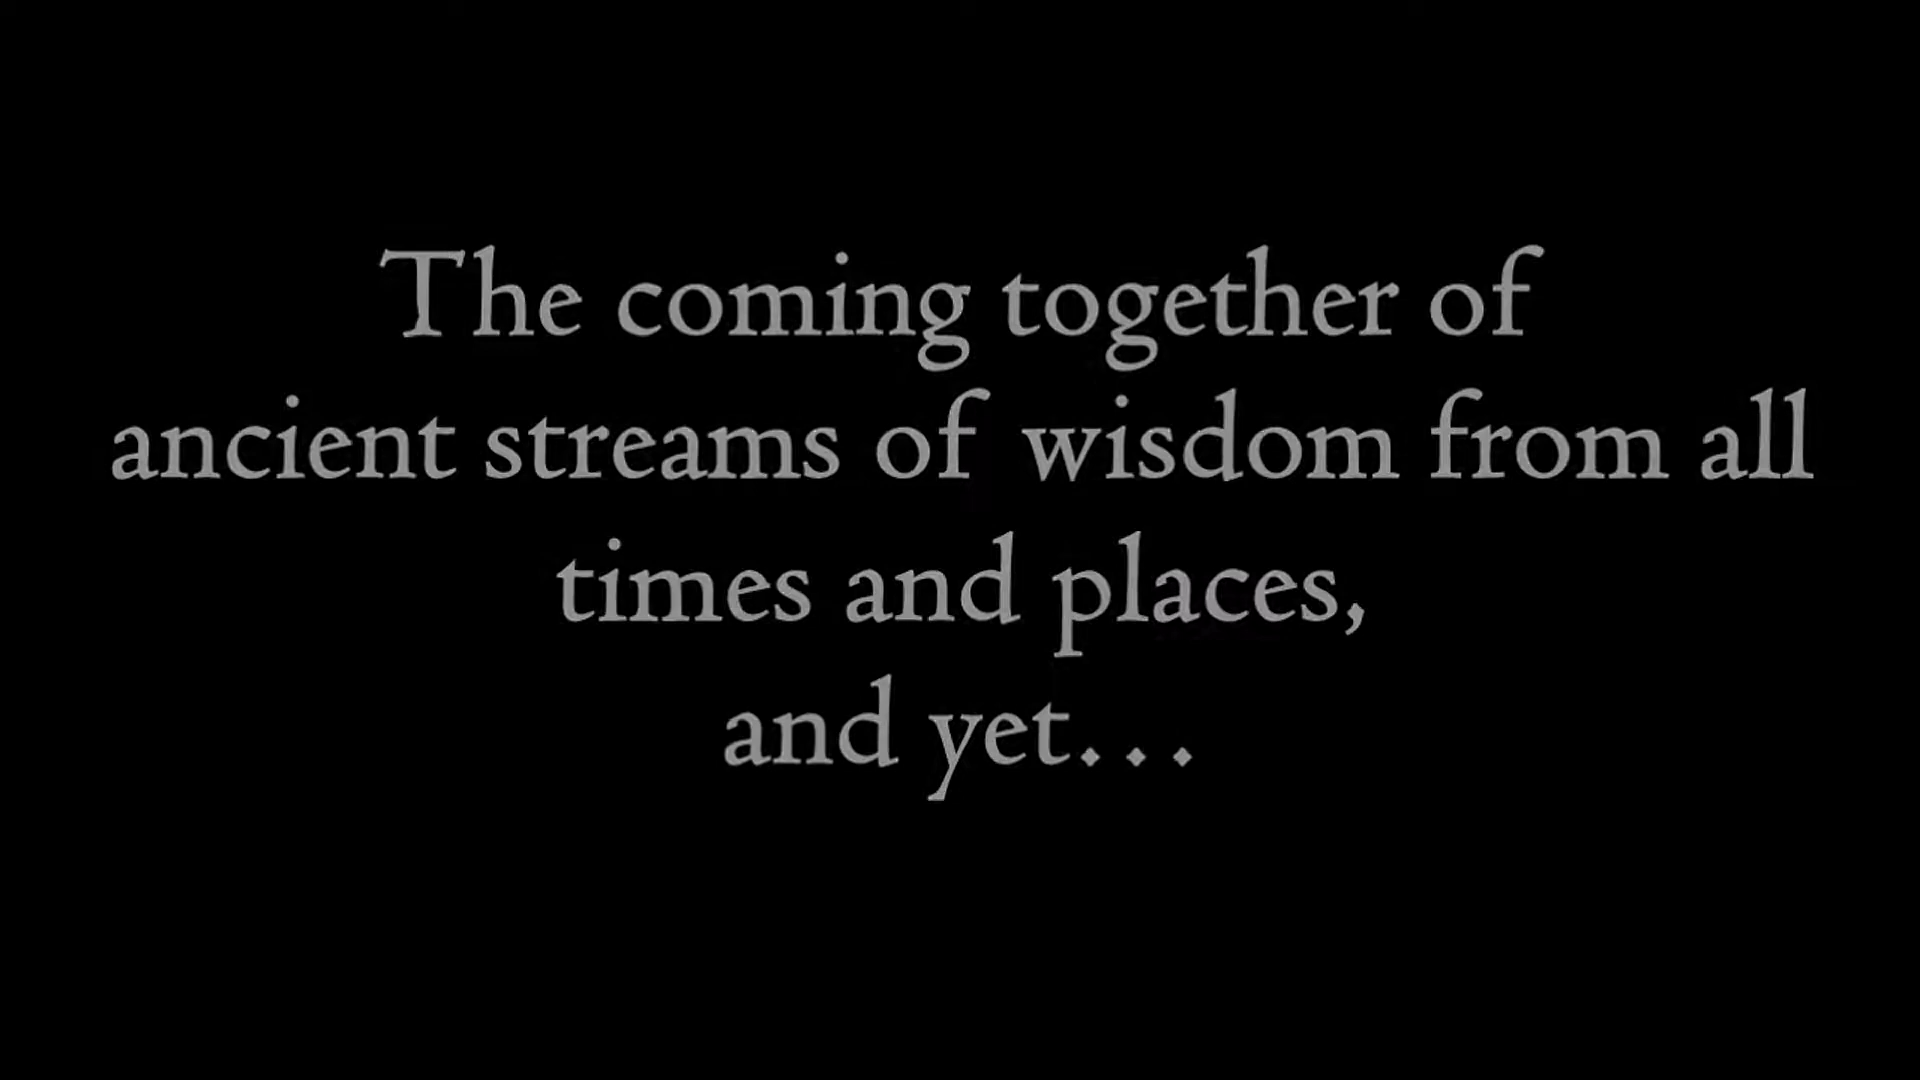 The coming together of
ancient streams of wisdom from all
times and places,
and yet...